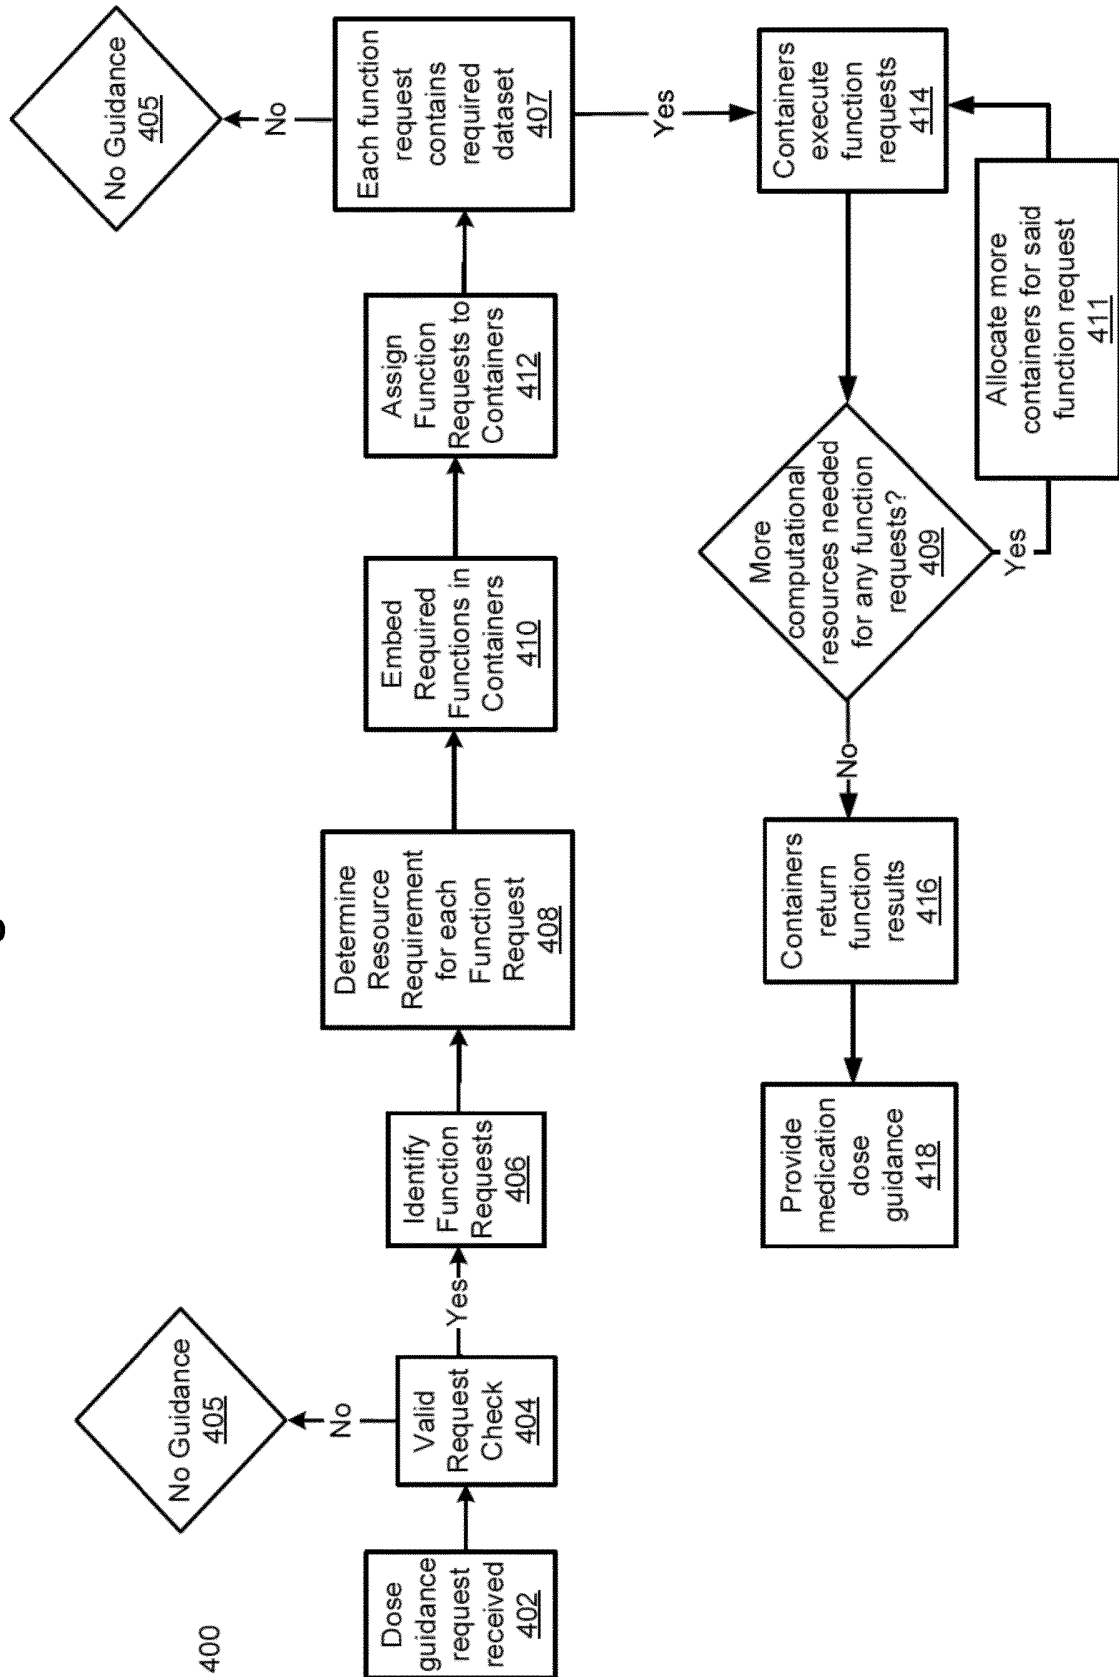 400
Dose
guidance
request
received
402
Valid
Request
Check
404
No
No Guidance
405
Yes
Identify
Function
Requests
406
Determine
Resource
Requirement
for each
Function
Request
408
Embed
Required
Functions in
Containers
410
Assign
Function
Requests to
Containers
412
Each function
request
contains
required
dataset
407
No
No Guidance
405
Yes
Containers
execute
function
requests
414
More
computational
resources needed
for any function
requests?
409
Yes
Allocate more
containers for said
function request
411
No
Containers
return
function
results
416
Provide
medication
dose
guidance
418